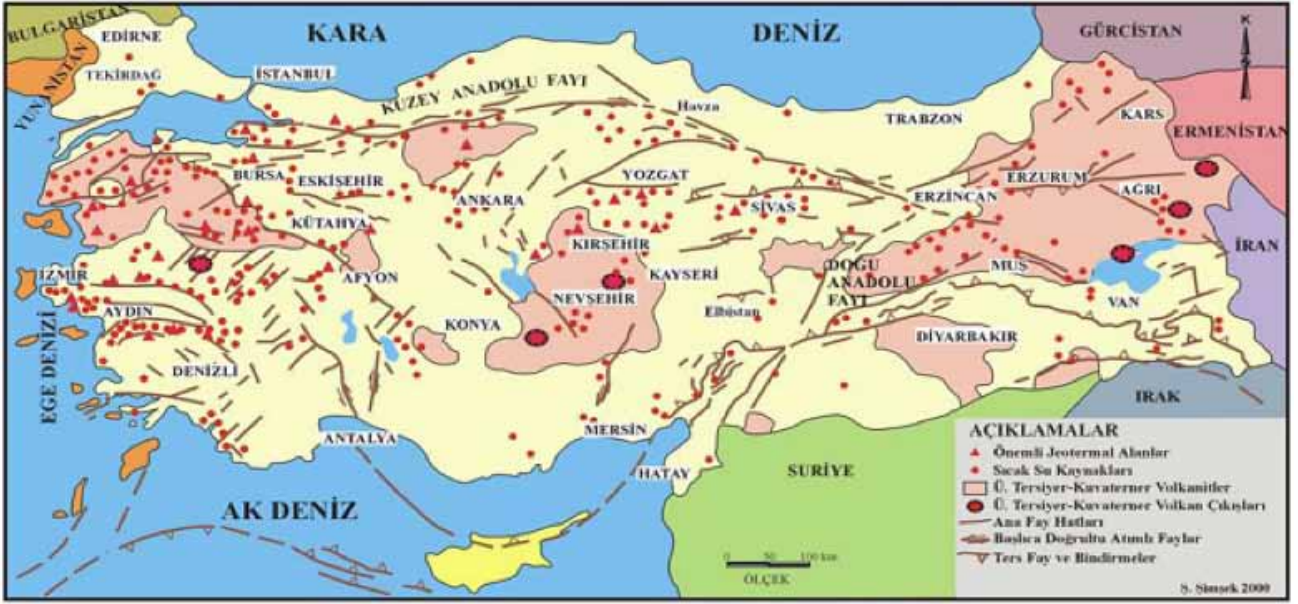 BULGARİSTAN
EDİRNE
TEKİRDAĞ
YUNANİSTAN
İSTANBUL
KARA
DENİZ
GÜRCİSTAN
K
KUZEY ANADOLU FAYI
Havza
TRABZON
KARS
ERMENİSTAN
BURSA
ESKİŞEHİR
ANKARA
YOZGAT
SİVAS
ERZİNCAN
ERZURUM
AĞRI
KÜTAHYA
KIRŞEHİR
KAYSERİ
İRAN
İZMİR
AFYON
NEVŞEHİR
DOĞU
ANADOLU
FAYI
MUŞ
VAN
AYDIN
KONYA
Elbistan
DİYARBAKIR
EGE DENİZİ
DENİZLİ
ANTALYA
MERSİN
HATAY
SURİYE
IRAK
AK DENİZ
0 50 100 km
ÖLÇEK
AÇIKLAMALAR
Önemli Jeotermal Alanlar
Sıcak Su Kaynakları
Ü. Tersiyer-Kuvaterner Volkanitler
Ü. Tersiyer-Kuvaterner Volkan Çıkışları
Ana Fay Hatları
Başlıca Doğrultu Atımlı Faylar
Ters Fay ve Bindirmeler
Ş. Şimşek 2000